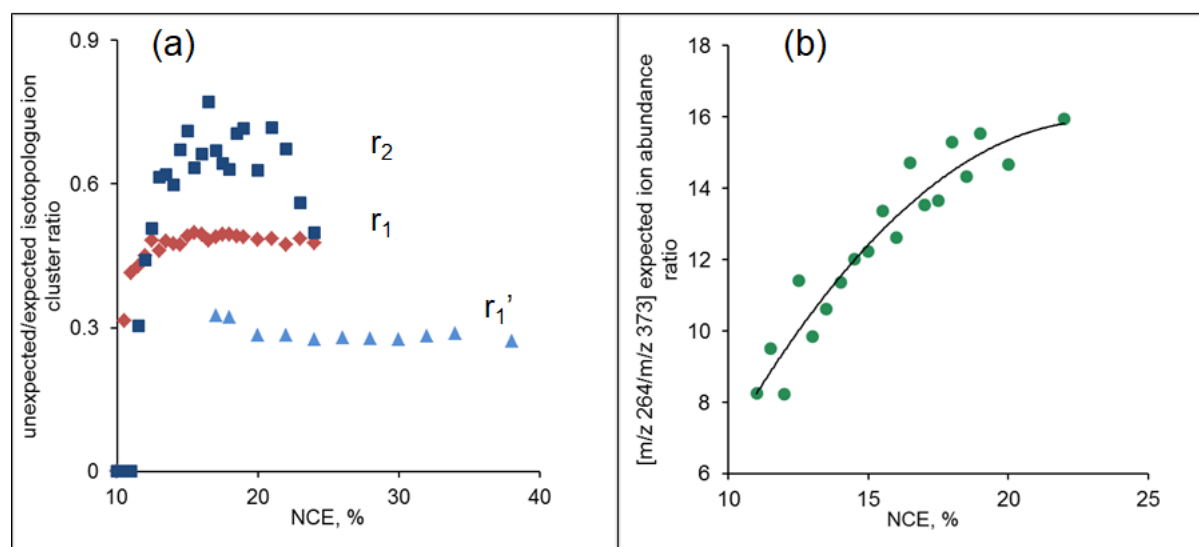 (a)
0.9
0.6
0.3
0
unexpected/expected isotopologue ion
cluster ratio
r2
r1
r1’
10
20
30
40
NCE, %
(b)
18
16
14
12
10
8
6
[m/z 264/m/z 373] expected ion abundance
ratio
10
15
20
25
NCE, %